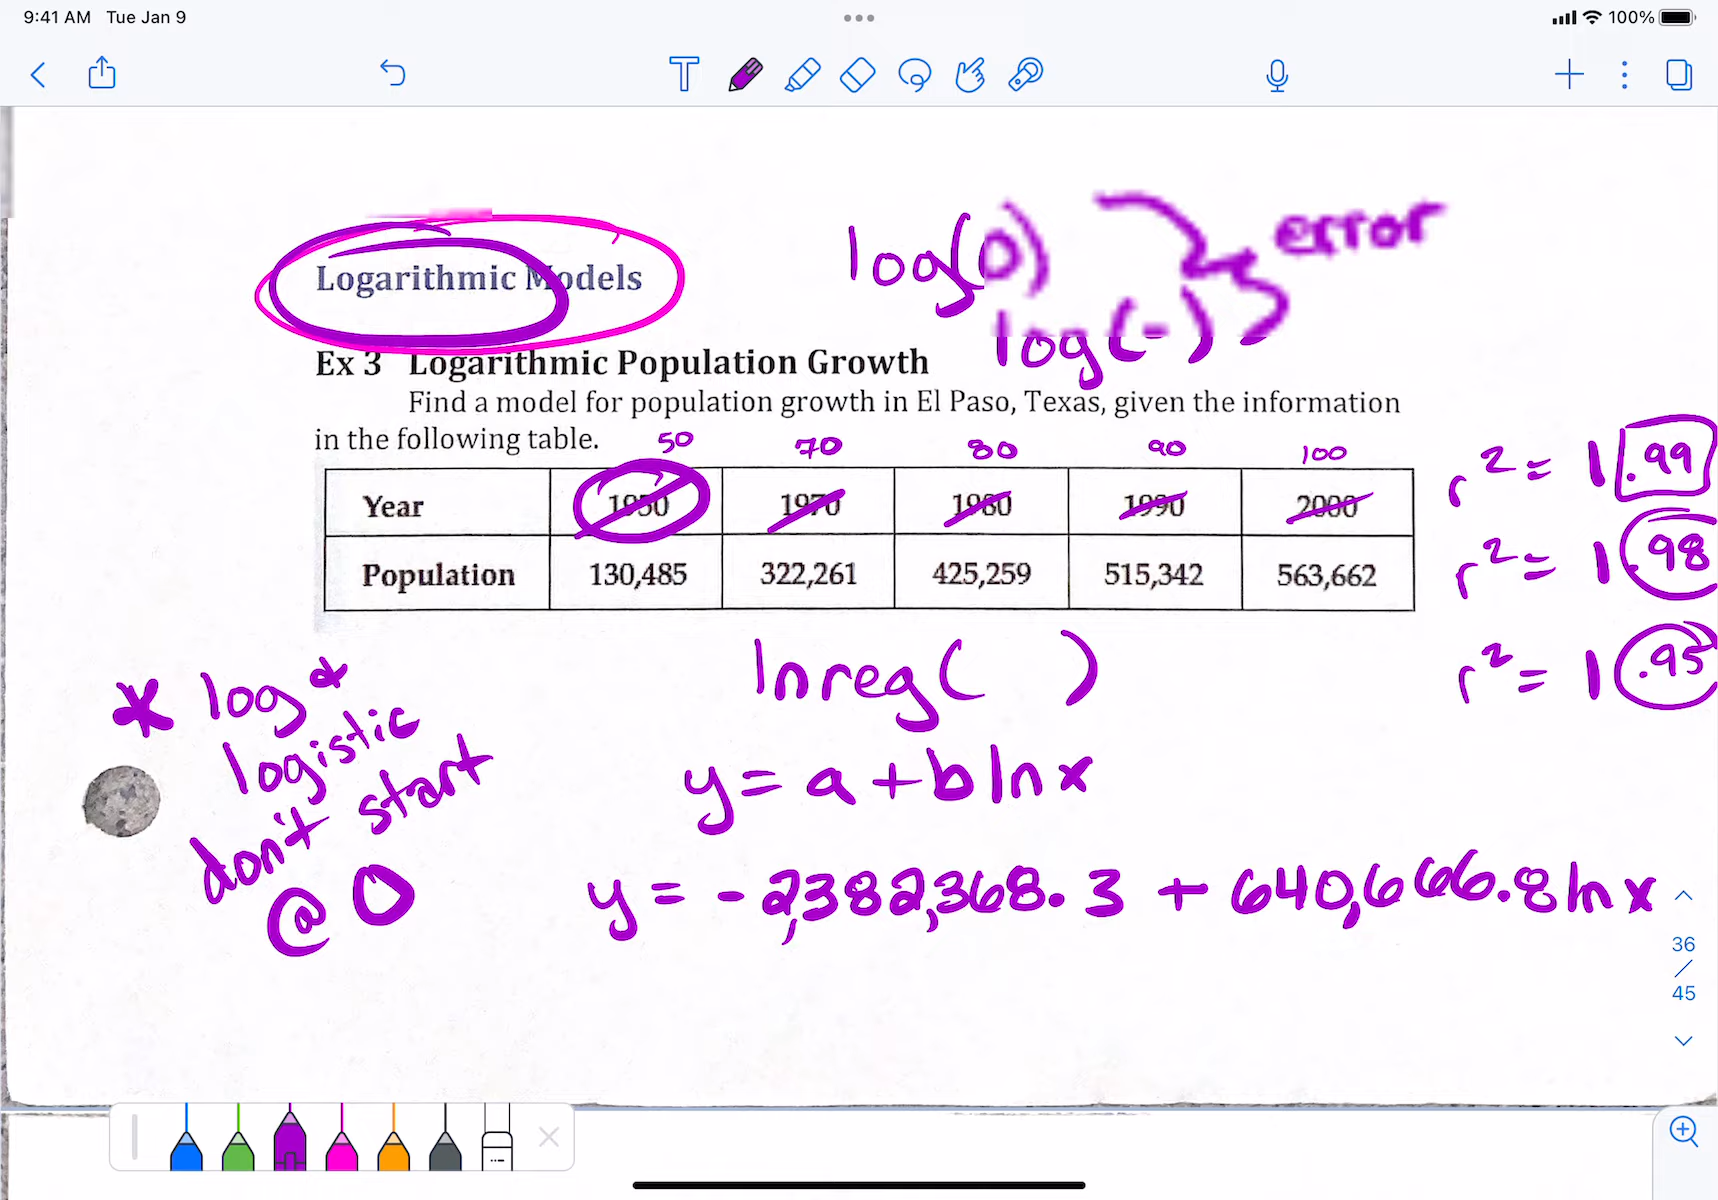 9:41 AM Tue Jan 9
100%
T
log(0)
error
Logarithmic Models
log(-)
Ex 3 Logarithmic Population Growth
Find a model for population growth in El Paso, Texas, given the information
in the following table.
50 70 80 90 100
Year 1950 1970 1980 1990 2000
Population 130,485 322,261 425,259 515,342 563,662
r² = 1 .99
r² = 1 .98
r² = 1 .95
lnreg( )
* log &
logistic
don't start
@ 0
y = a + b ln x
y = -2,382,368.3 + 640,666.8 ln x
36
/
45